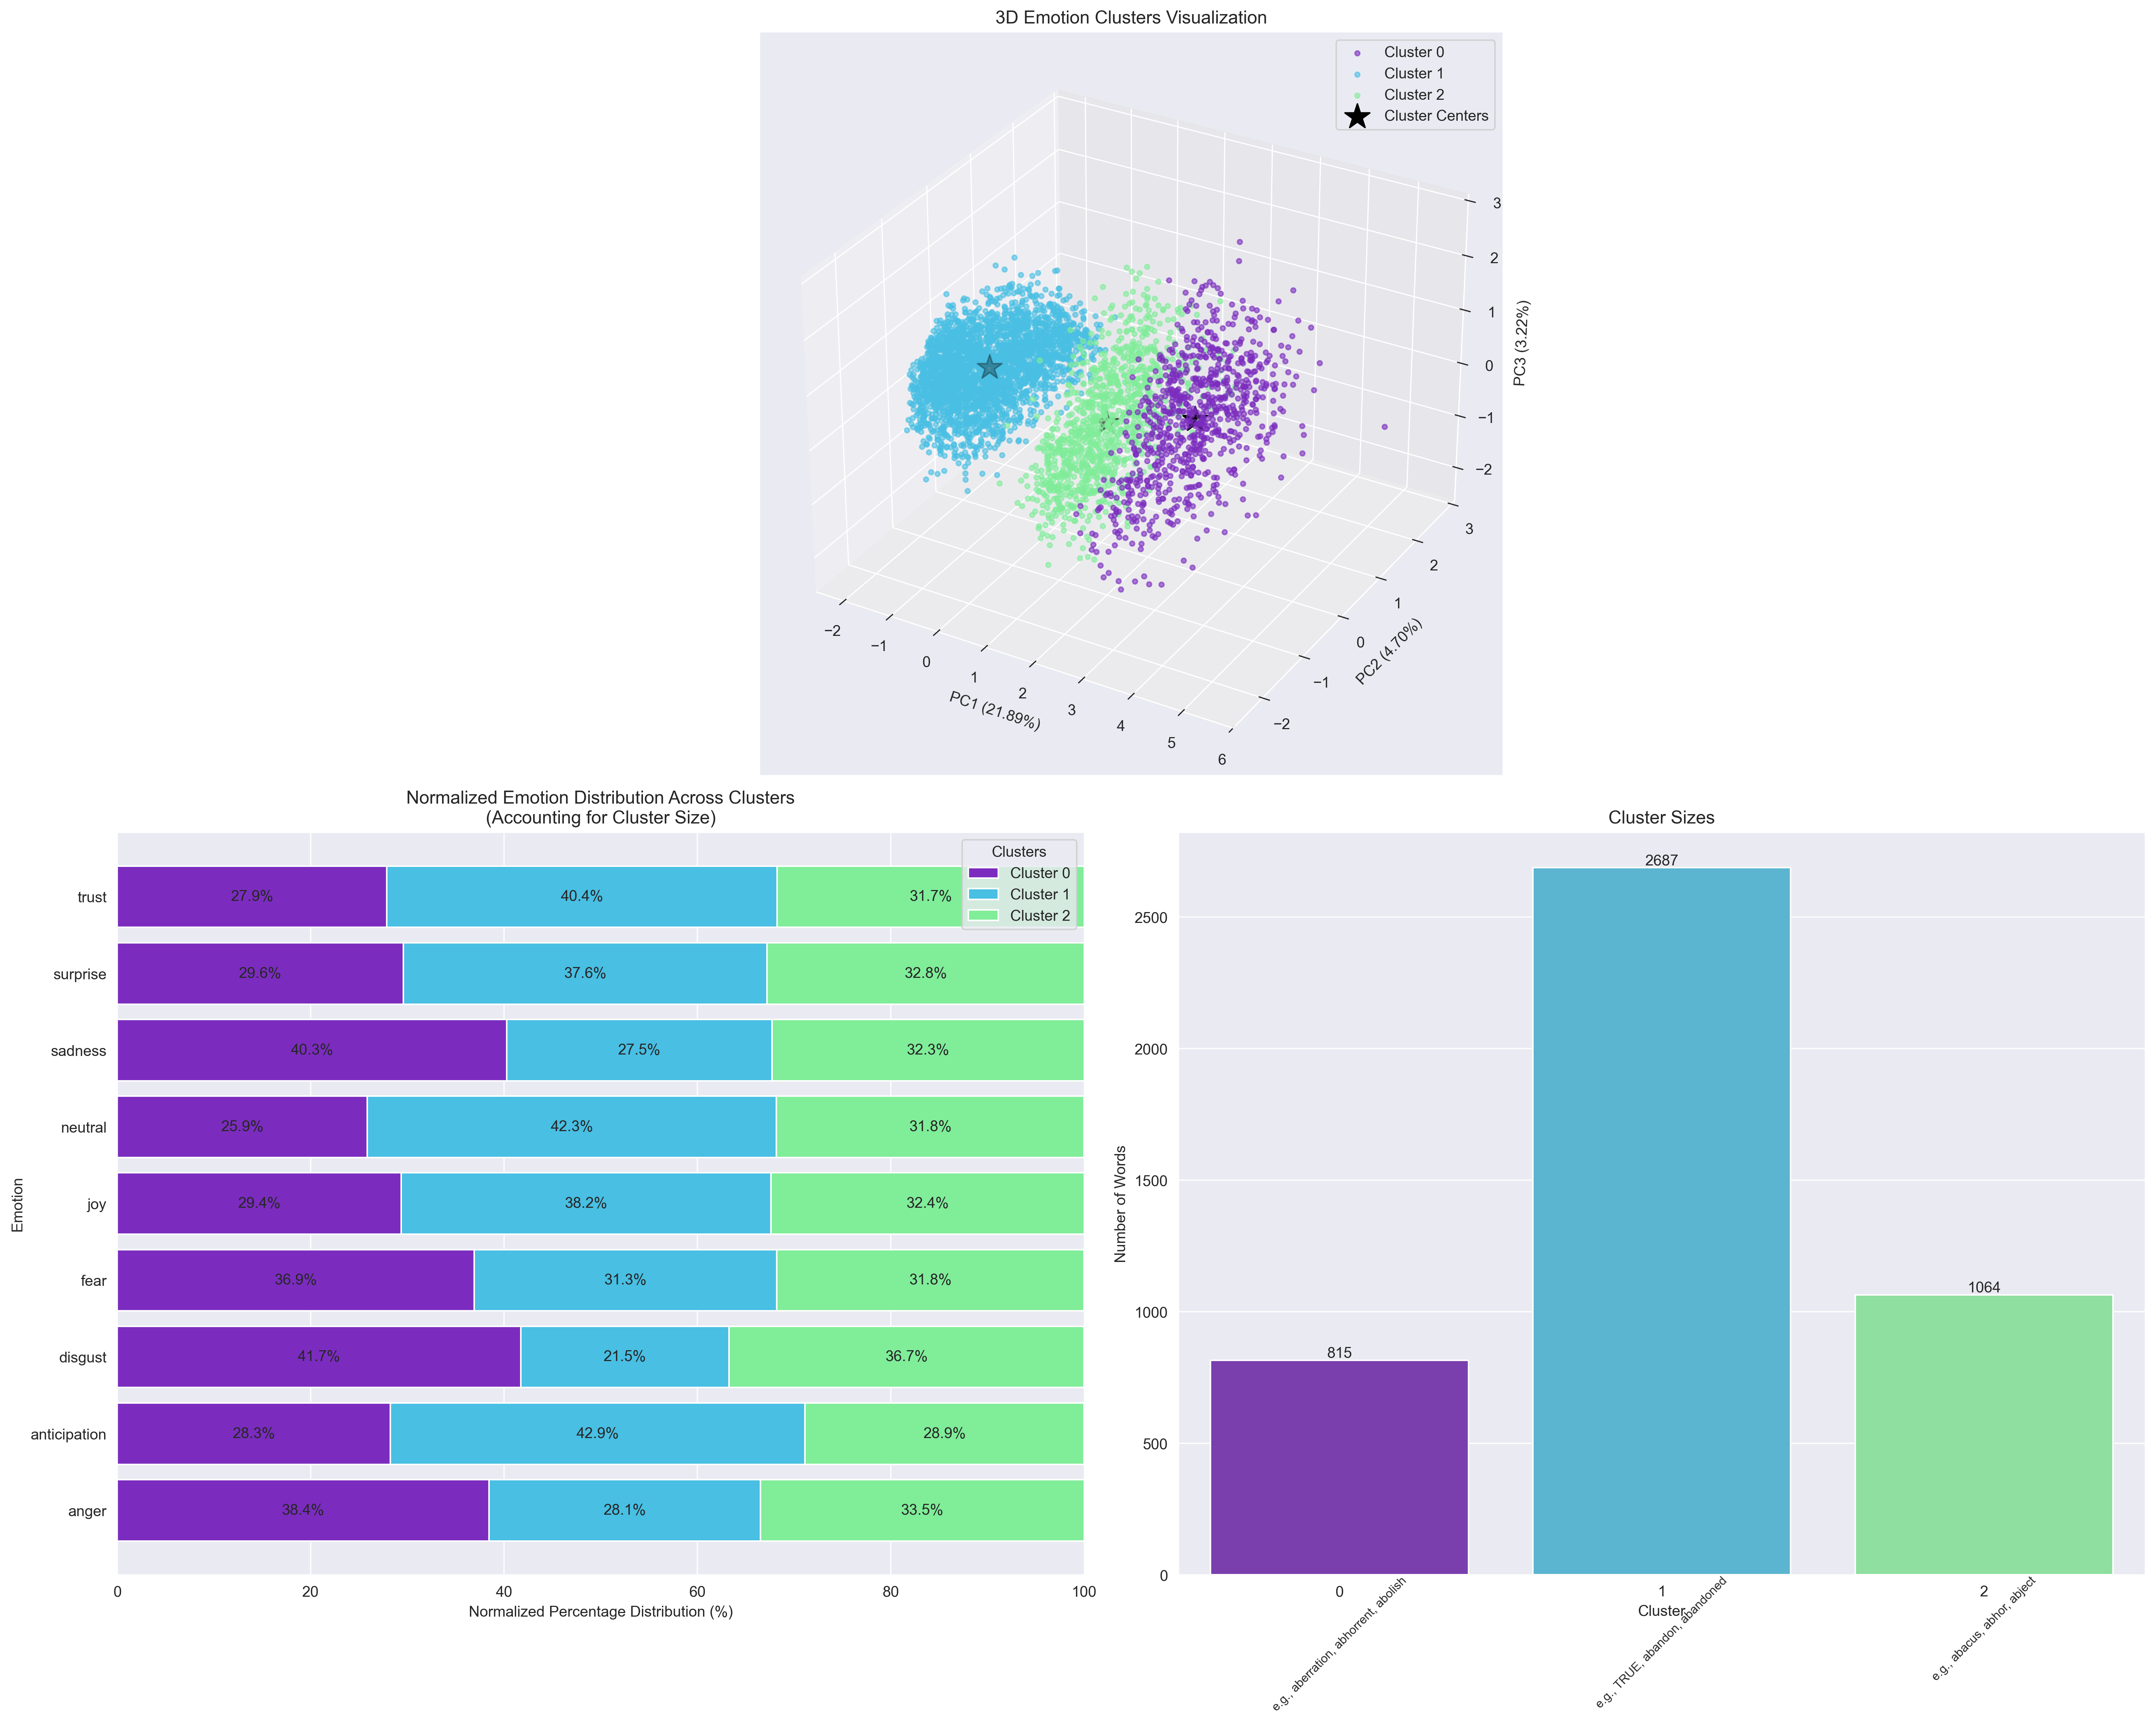 3D Emotion Clusters Visualization
Cluster 0
Cluster 1
Cluster 2
Cluster Centers
3
2
1
0
−1
−2
PC3 (3.22%)
3
2
1
0
−1
−2
PC2 (4.70%)
−2
−1
0
1
2
3
4
5
6
PC1 (21.89%)
Normalized Emotion Distribution Across Clusters
(Accounting for Cluster Size)
Clusters
Cluster 0
Cluster 1
Cluster 2
Emotion
trust
27.9%
40.4%
31.7%
surprise
29.6%
37.6%
32.8%
sadness
40.3%
27.5%
32.3%
neutral
25.9%
42.3%
31.8%
joy
29.4%
38.2%
32.4%
fear
36.9%
31.3%
31.8%
disgust
41.7%
21.5%
36.7%
anticipation
28.3%
42.9%
28.9%
anger
38.4%
28.1%
33.5%
0
20
40
60
80
100
Normalized Percentage Distribution (%)
Cluster Sizes
Number of Words
2500
2000
1500
1000
500
0
815
2687
1064
0
1
2
Cluster
e.g., aberration, abhorrent, abolish
e.g., TRUE, abandon, abandoned
e.g., abacus, abhor, abject